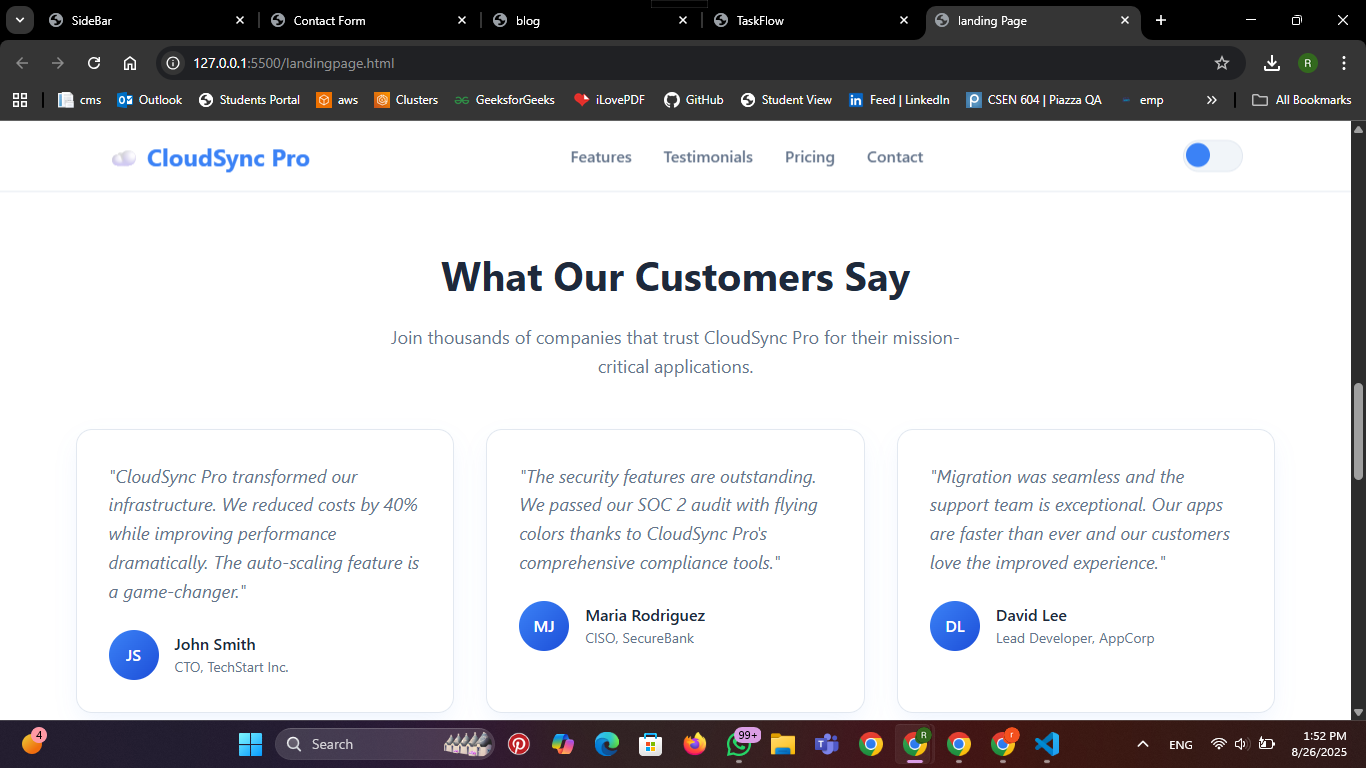 SideBar
Contact Form
blog
TaskFlow
landing Page
127.0.0.1:5500/landingpage.html
R
cms
Outlook
Students Portal
aws
Clusters
GeeksforGeeks
iLovePDF
GitHub
Student View
Feed | LinkedIn
CSEN 604 | Piazza QA
emp
All Bookmarks
CloudSync Pro
Features
Testimonials
Pricing
Contact
What Our Customers Say
Join thousands of companies that trust CloudSync Pro for their mission-
critical applications.
"CloudSync Pro transformed our
infrastructure. We reduced costs by 40%
while improving performance
dramatically. The auto-scaling feature is
a game-changer."
JS
John Smith
CTO, TechStart Inc.
"The security features are outstanding.
We passed our SOC 2 audit with flying
colors thanks to CloudSync Pro's
comprehensive compliance tools."
MJ
Maria Rodriguez
CISO, SecureBank
"Migration was seamless and the
support team is exceptional. Our apps
are faster than ever and our customers
love the improved experience."
DL
David Lee
Lead Developer, AppCorp
4
Search
99+
R
r
ENG
1:52 PM
8/26/2025